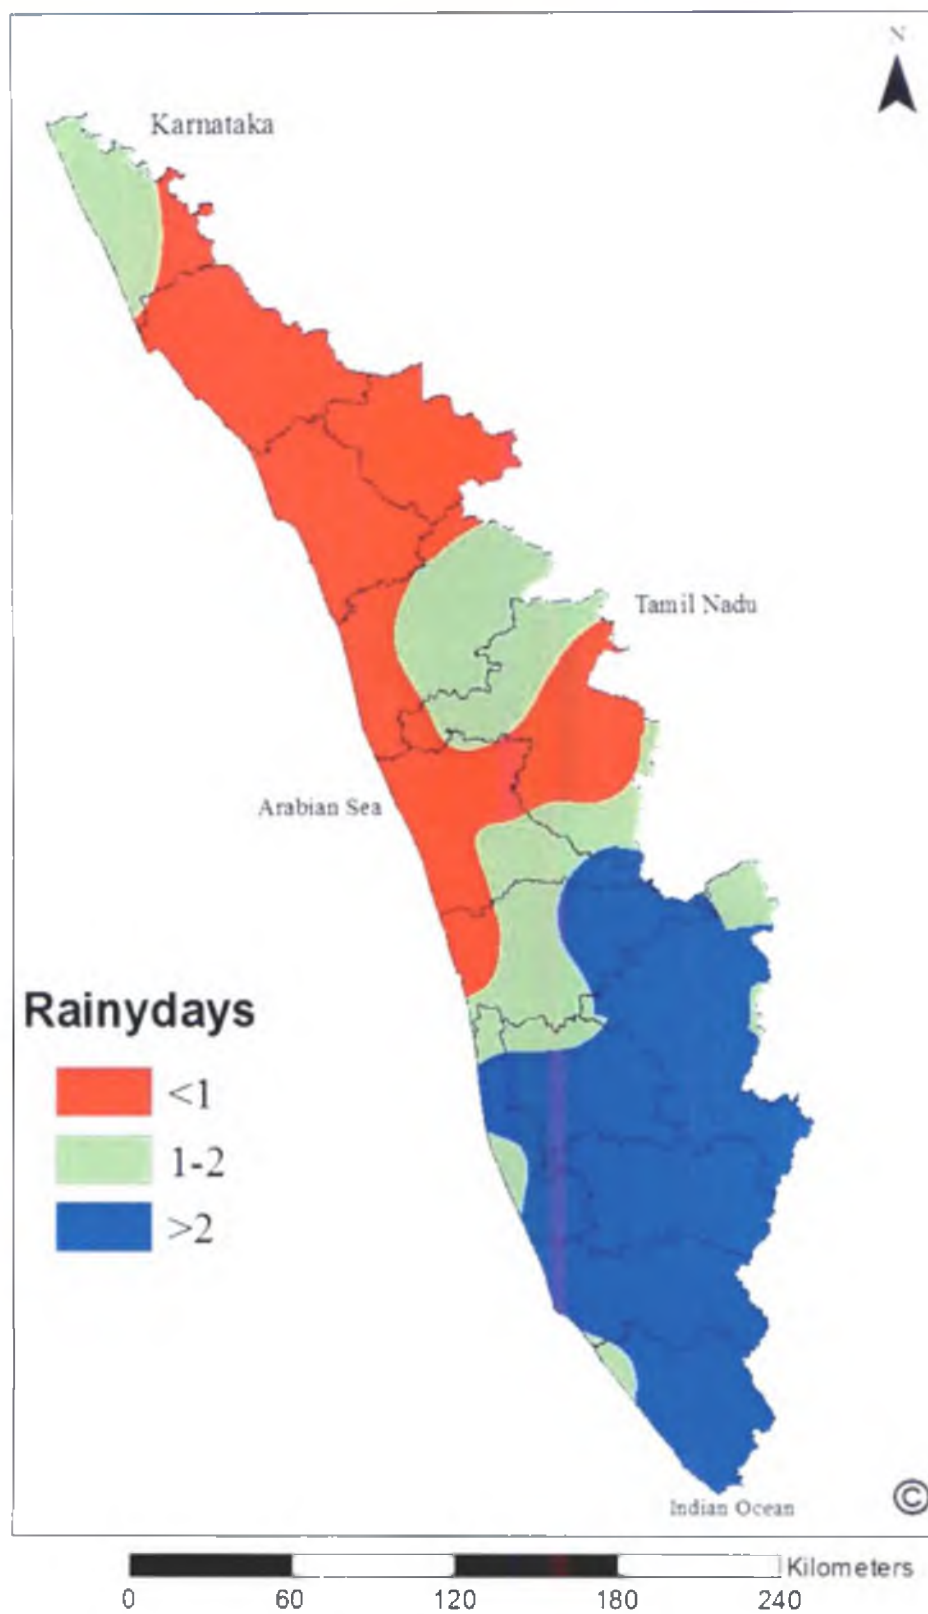 N
Karnataka
Tamil Nadu
Arabian Sea
Rainydays
<1
1-2
>2
Indian Ocean
©
Kilometers
0 60 120 180 240